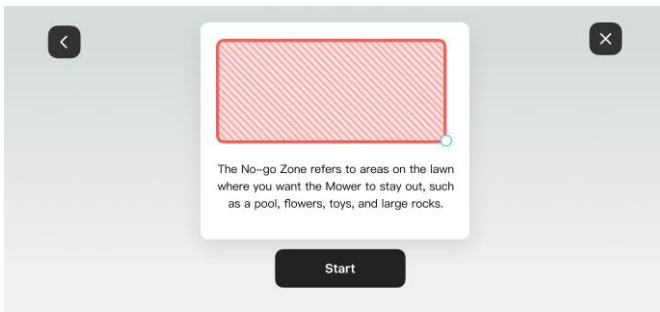 The No-go Zone refers to areas on the lawn
where you want the Mower to stay out, such
as a pool, flowers, toys, and large rocks.
Start